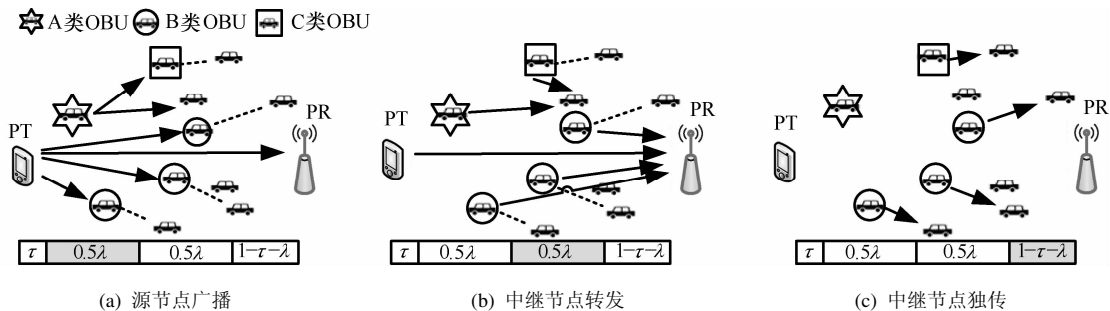 A类OBU B类OBU C类OBU
PT PR
τ 0.5λ 0.5λ 1−τ−λ
(a) 源节点广播
PT PR
τ 0.5λ 0.5λ 1−τ−λ
(b) 中继节点转发
PT PR
τ 0.5λ 0.5λ 1−τ−λ
(c) 中继节点独传